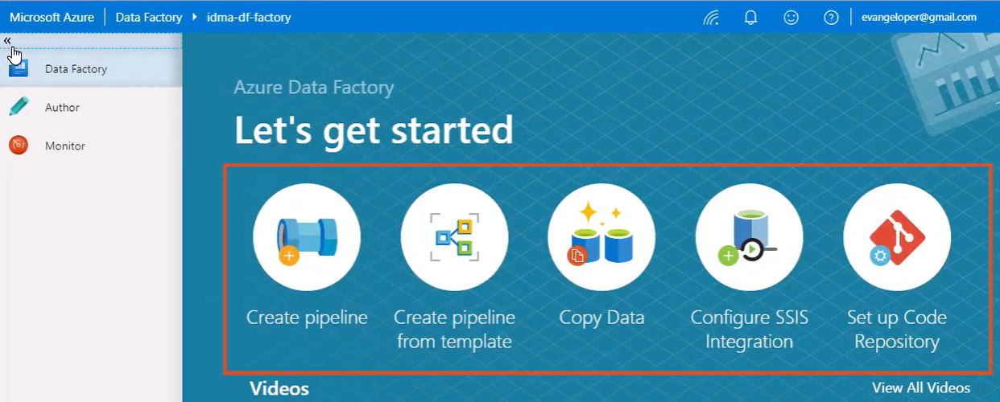 Microsoft Azure
Data Factory
idma-df-factory
evangeloper@gmail.com
«
Data Factory
Author
Monitor
Azure Data Factory
Let's get started
Create pipeline
Create pipeline
from template
Copy Data
Configure SSIS
Integration
Set up Code
Repository
Videos
View All Videos